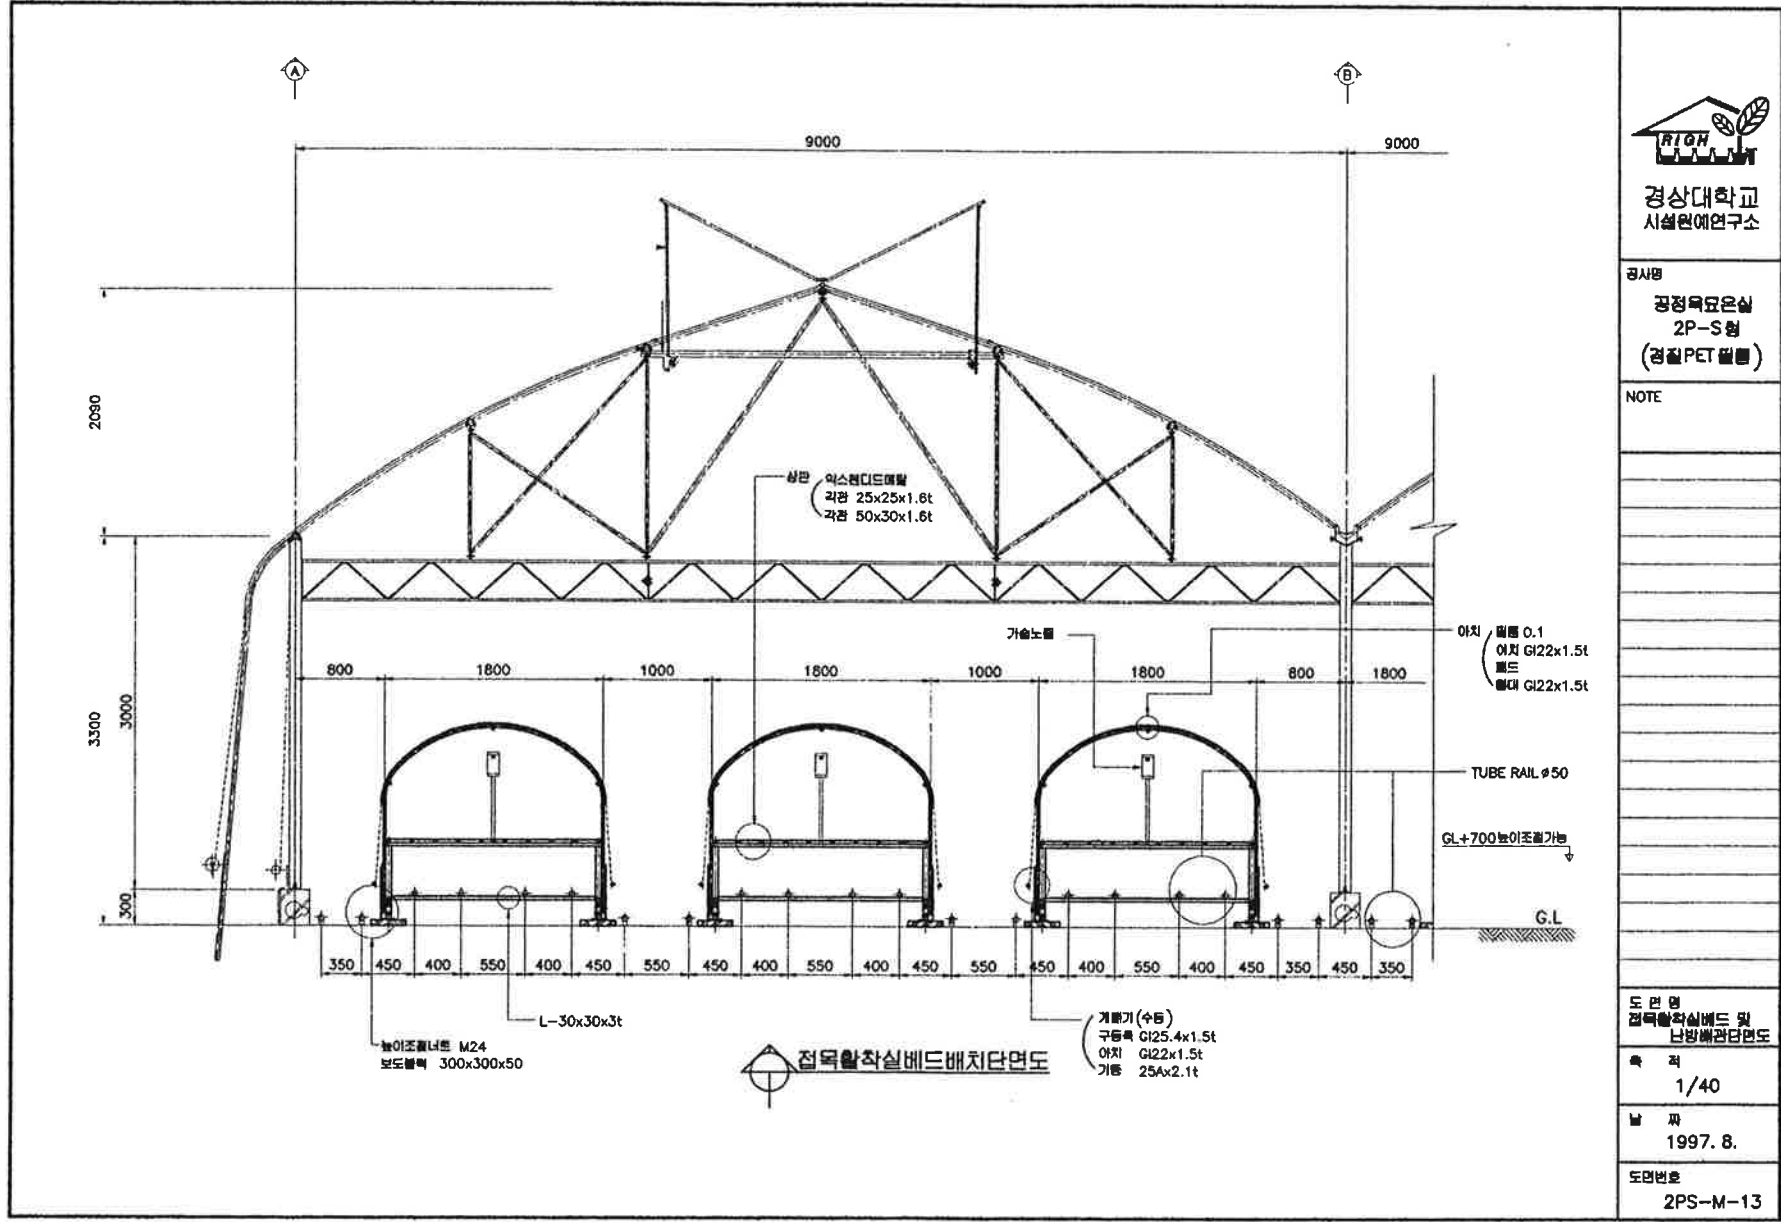 A
B
9000
9000
RIGH
경상대학교
시설원예연구소
공사명
공정육묘온실
2P-S형
(경질PET필름)
NOTE
2090
상판
익스펜디드메탈
각관 25x25x1.6t
각관 50x30x1.6t
가습노즐
아치
필름 0.1
아치 GI22x1.5t
패드
GI22x1.5t
800
1800
1000
1800
1000
1800
800
1800
3300
3000
300
TUBE RAIL ø50
GL+700높이조절가능
G.L
350
450
400
550
400
450
550
450
400
550
400
450
550
450
400
550
400
450
350
450
350
L-30x30x3t
높이조절너트 M24
보도블럭 300x300x50
개폐기(수동)
구동축 GI25.4x1.5t
아치 GI22x1.5t
기둥 25Ax2.1t
접목활착실베드배치단면도
도면명
접목활착실베드 및
난방배관단면도
축 척
1/40
날 짜
1997. 8.
도면번호
2PS-M-13